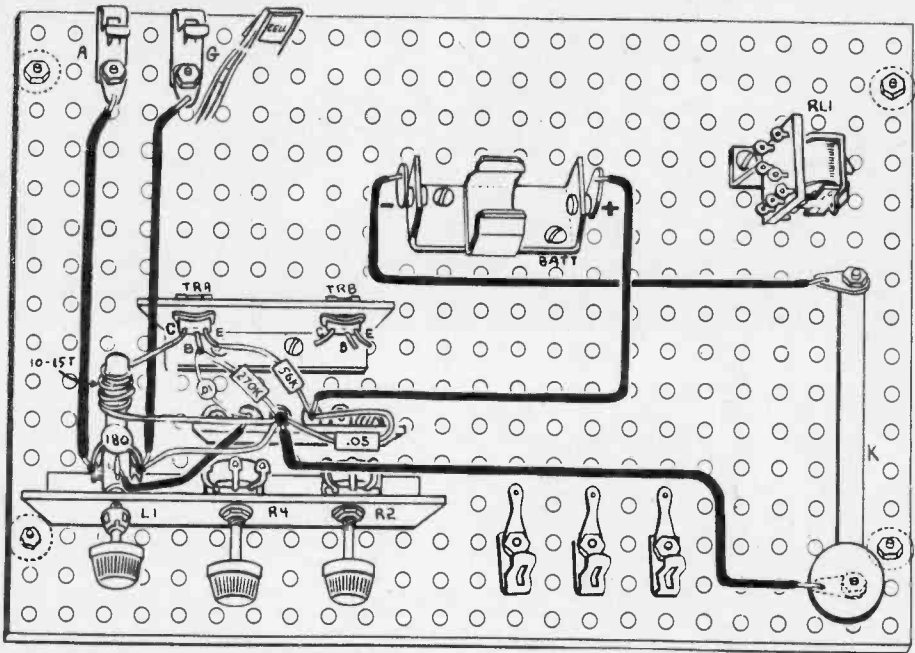 A
G
CELL
RL1
-
+
BATT
TRA
TRB
C
B
E
B
E
10-15T
270K
56K
.05
180
L1
R4
R2
K